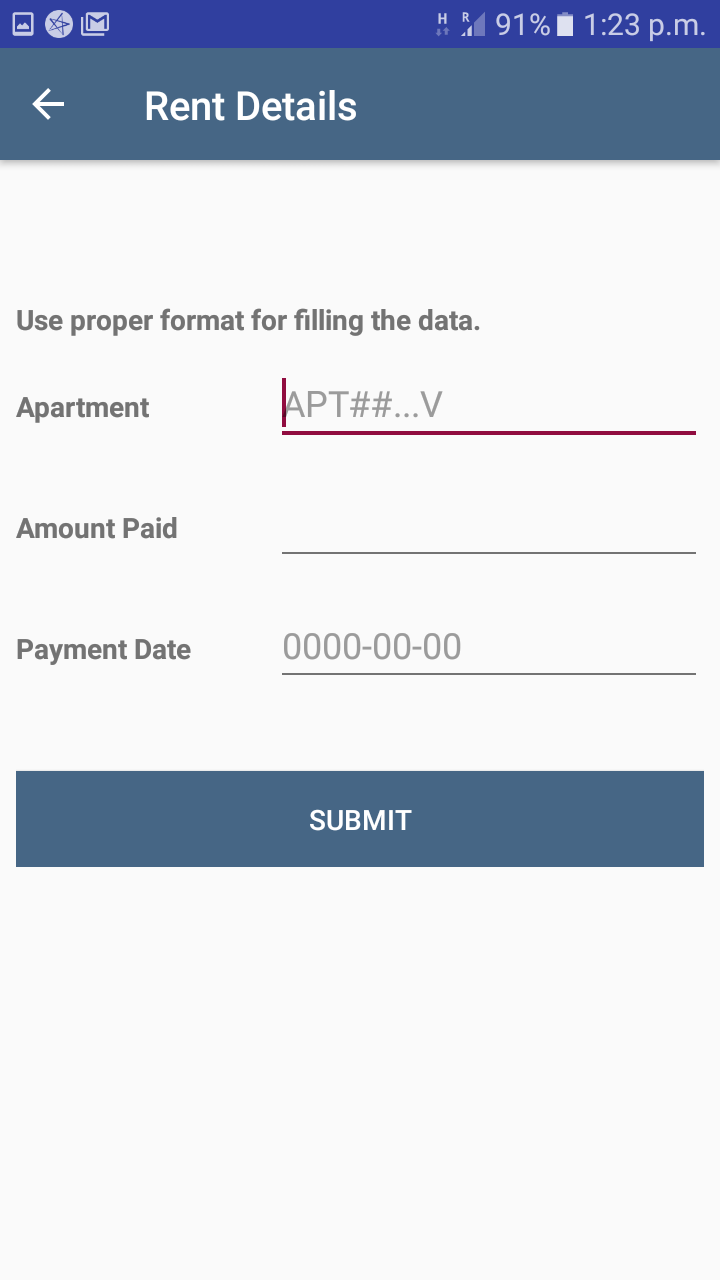 H R 91% 1:23 p.m.
Rent Details
Use proper format for filling the data.
Apartment APT##...V
Amount Paid
Payment Date 0000-00-00
SUBMIT